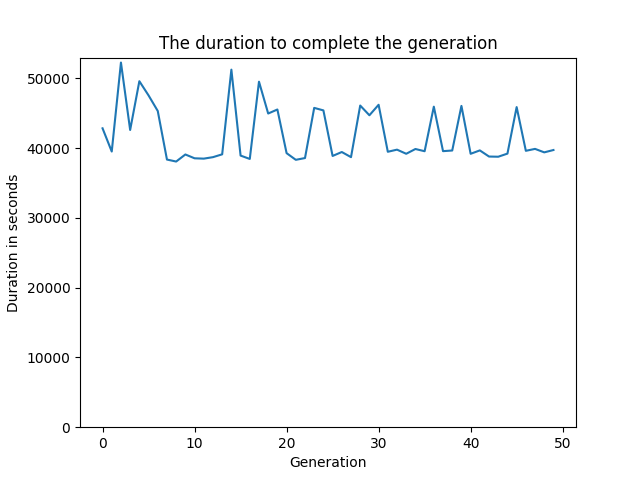 The duration to complete the generation
Duration in seconds
50000
40000
30000
20000
10000
0
0 10 20 30 40 50
Generation